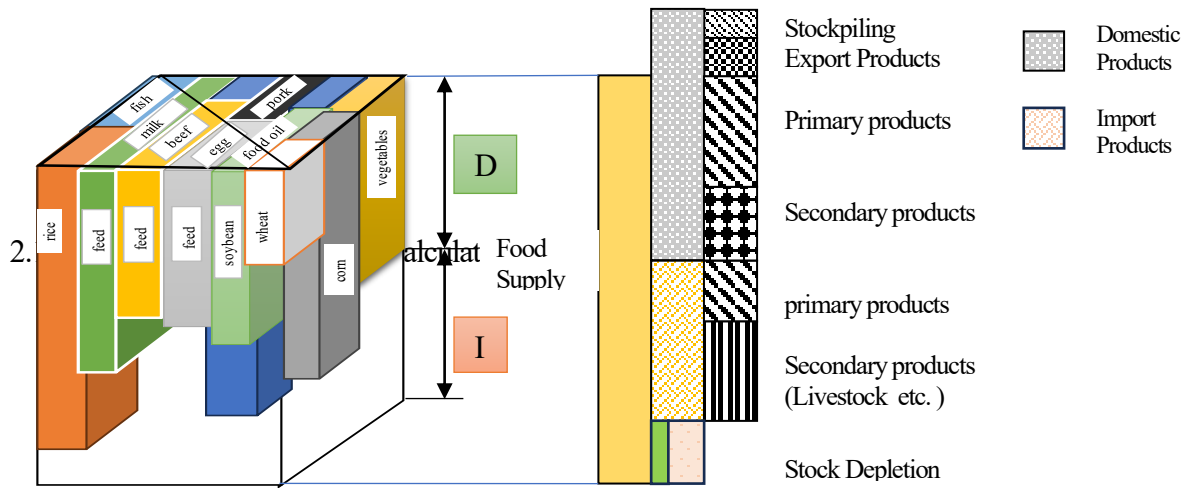 Stockpiling
Export Products
Domestic
Products
Primary products
Import
Products
Secondary products
primary products
Secondary products
(Livestock etc. )
Stock Depletion
fish
milk
beef
egg
pork
food oil
vegetables
rice
feed
feed
feed
soybean
wheat
corn
D
I
2.
alculat
Food
Supply